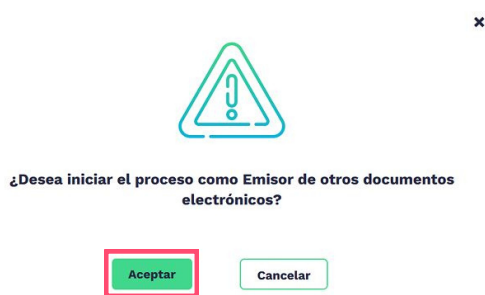 ¿Desea iniciar el proceso como Emisor de otros documentos
electrónicos?
Aceptar
Cancelar